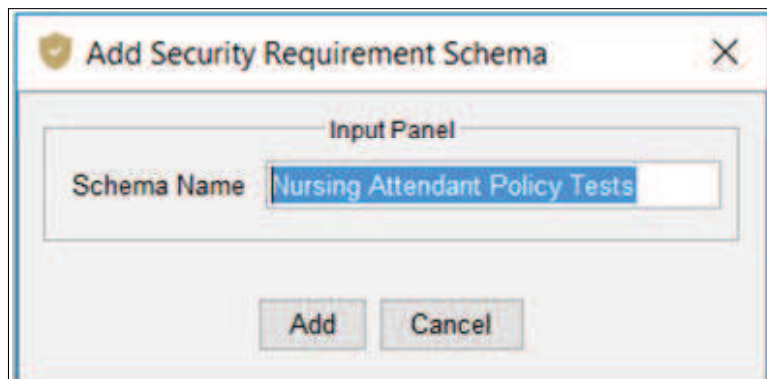 Add Security Requirement Schema
Input Panel
Schema Name Nursing Attendant Policy Tests
Add Cancel